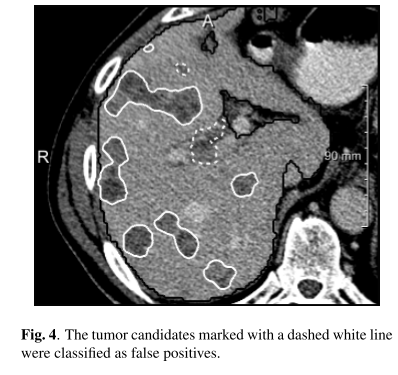 A
R
90 mm
Fig. 4. The tumor candidates marked with a dashed white line
were classified as false positives.